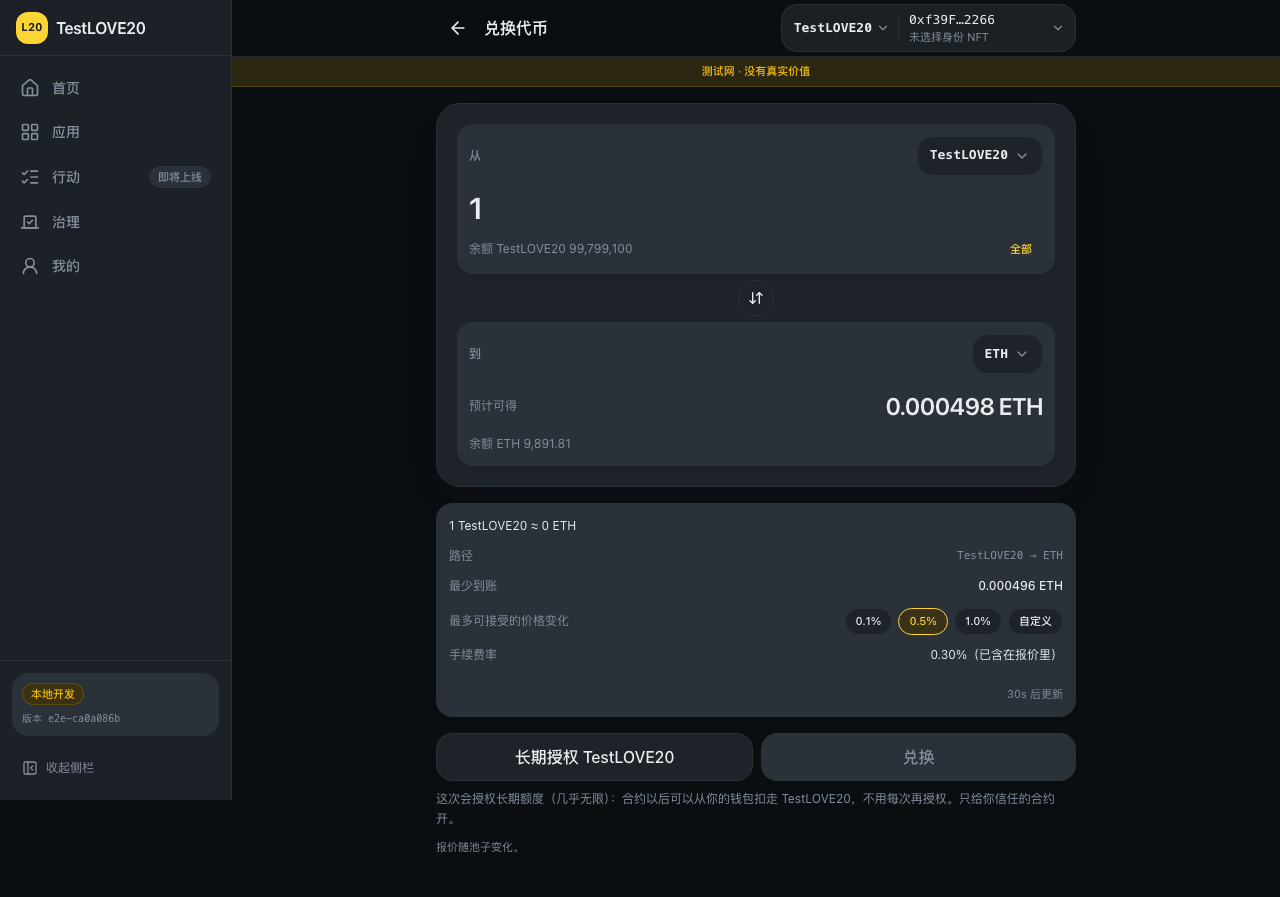 L20 TestLOVE20
首页
应用
行动 即将上线
治理
我的
本地开发
版本 e2e-ca0a086b
收起侧栏
兑换代币
TestLOVE20
0xf39F…2266
未选择身份 NFT
测试网 · 没有真实价值
从 TestLOVE20
1
余额 TestLOVE20 99,799,100 全部
到 ETH
预计可得 0.000498 ETH
余额 ETH 9,891.81
1 TestLOVE20 ≈ 0 ETH
路径 TestLOVE20 → ETH
最少到账 0.000496 ETH
最多可接受的价格变化 0.1% 0.5% 1.0% 自定义
手续费率 0.30%（已含在报价里）
30s 后更新
长期授权 TestLOVE20 兑换
这次会授权长期额度（几乎无限）：合约以后可以从你的钱包扣走 TestLOVE20，不用每次再授权。只给你信任的合约
开。
报价随池子变化。